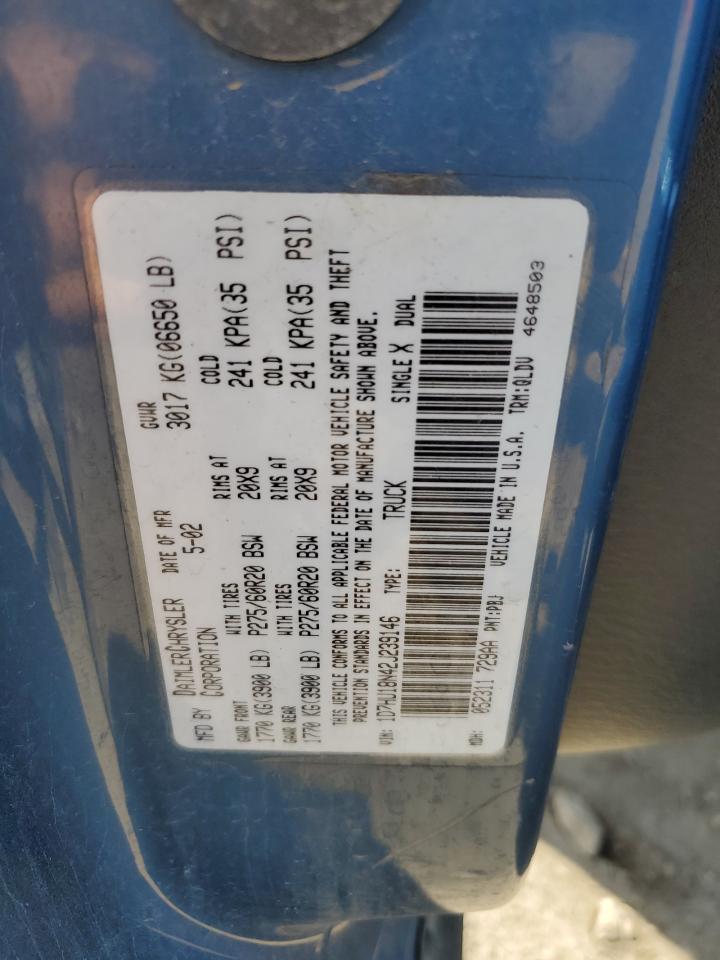 MFD BY DAIMLERCHRYSLER CORPORATION DATE OF MFR 5-02 GVWR 3017 KG(06650 LB)
GAWR FRONT WITH TIRES RIMS AT COLD
1770 KG(3900 LB) P275/60R20 BSW 20X9 241 KPA(35 PSI)
GAWR REAR WITH TIRES RIMS AT COLD
1770 KG(3900 LB) P275/60R20 BSW 20X9 241 KPA(35 PSI)
THIS VEHICLE CONFORMS TO ALL APPLICABLE FEDERAL MOTOR VEHICLE SAFETY AND THEFT
PREVENTION STANDARDS IN EFFECT ON THE DATE OF MANUFACTURE SHOWN ABOVE.
VIN: 1D7HU18N42J239146 TYPE: TRUCK SINGLE X DUAL
MDH: 052311 729AA PNT:PBJ VEHICLE MADE IN U.S.A. TRM:QLDV 4648503